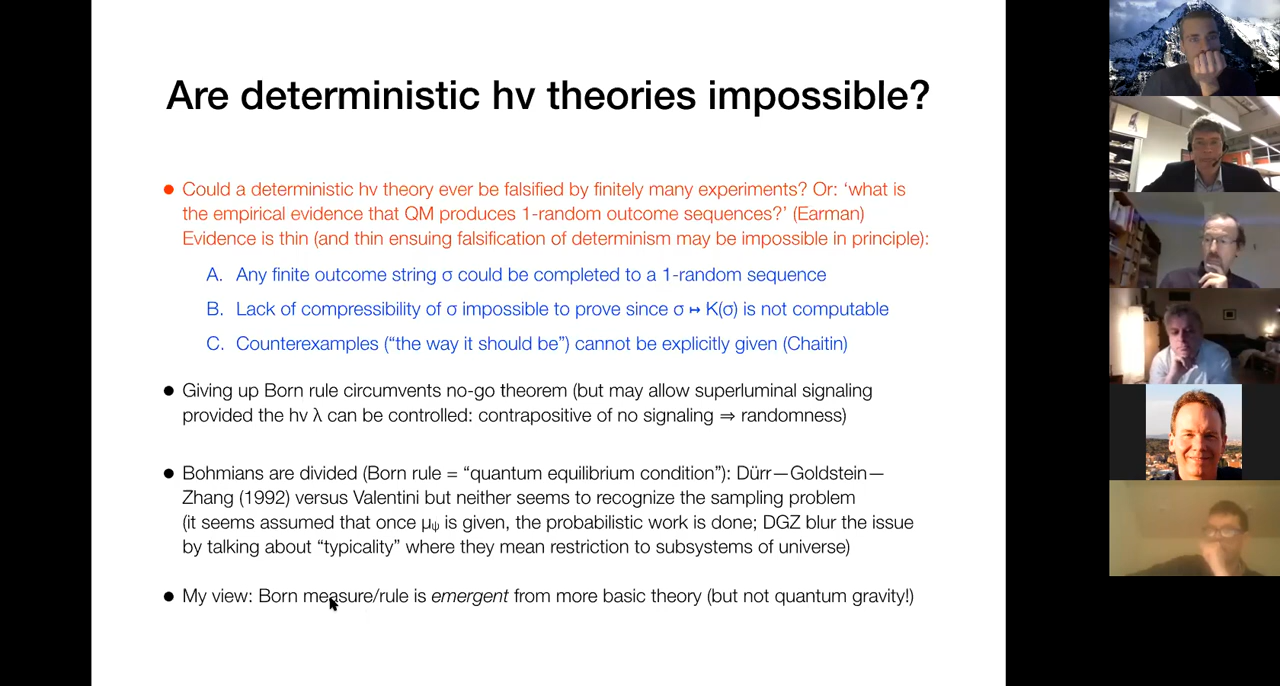 Are deterministic hv theories impossible?
● Could a deterministic hv theory ever be falsified by finitely many experiments? Or: ‘what is
the empirical evidence that QM produces 1-random outcome sequences?’ (Earman)
Evidence is thin (and thin ensuing falsification of determinism may be impossible in principle):
A. Any finite outcome string σ could be completed to a 1-random sequence
B. Lack of compressibility of σ impossible to prove since σ ↦ K(σ) is not computable
C. Counterexamples (“the way it should be”) cannot be explicitly given (Chaitin)
● Giving up Born rule circumvents no-go theorem (but may allow superluminal signaling
provided the hv λ can be controlled: contrapositive of no signaling ⇒ randomness)
● Bohmians are divided (Born rule = “quantum equilibrium condition”): Dürr—Goldstein—
Zhang (1992) versus Valentini but neither seems to recognize the sampling problem
(it seems assumed that once μψ is given, the probabilistic work is done; DGZ blur the issue
by talking about “typicality” where they mean restriction to subsystems of universe)
● My view: Born measure/rule is emergent from more basic theory (but not quantum gravity!)